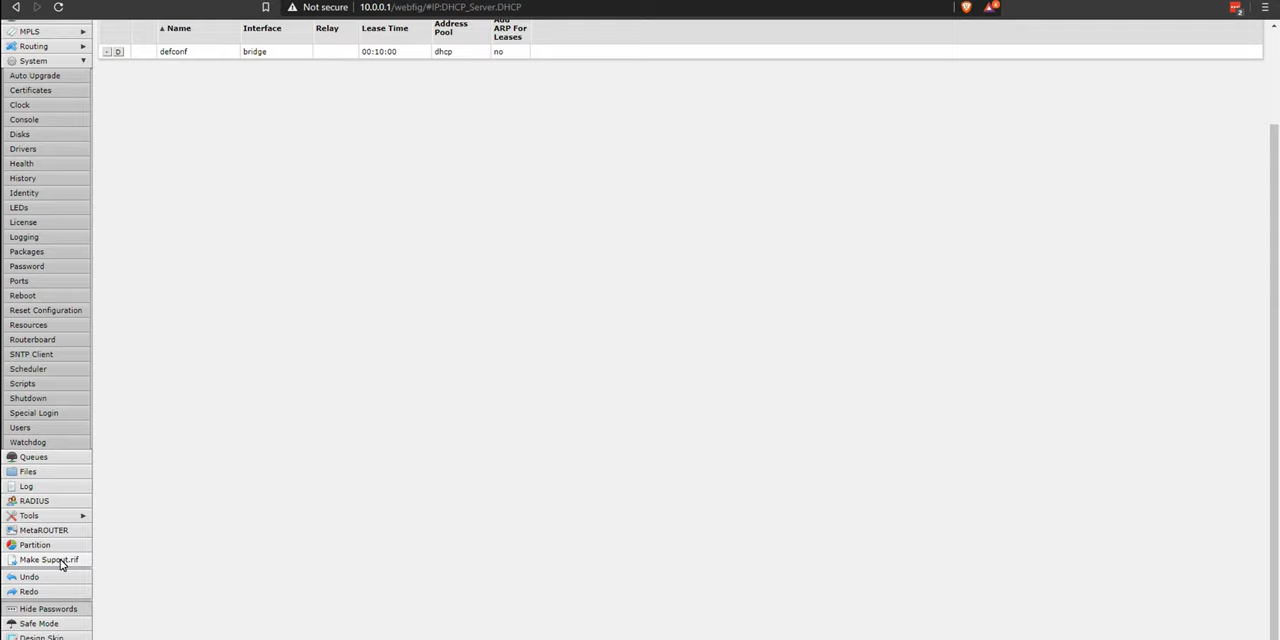 Not secure 10.0.0.1/webfig/#IP:DHCP_Server.DHCP
MPLS
Routing
System
Auto Upgrade
Certificates
Clock
Console
Disks
Drivers
Health
History
Identity
LEDs
License
Logging
Packages
Password
Ports
Reboot
Reset Configuration
Resources
Routerboard
SNTP Client
Scheduler
Scripts
Shutdown
Special Login
Users
Watchdog
Queues
Files
Log
RADIUS
Tools
MetaROUTER
Partition
Make Supout.rif
Undo
Redo
Hide Passwords
Safe Mode
Design Skin
▲ Name Interface Relay Lease Time Address Pool Add ARP For Leases
- D defconf bridge 00:10:00 dhcp no